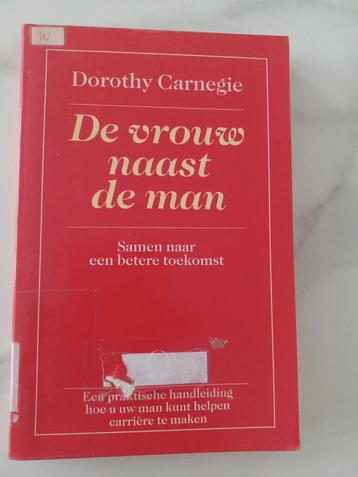 W
Dorothy Carnegie
De vrouw
naast
de man
Samen naar
een betere toekomst
Een praktische handleiding
hoe u uw man kunt helpen
carrière te maken